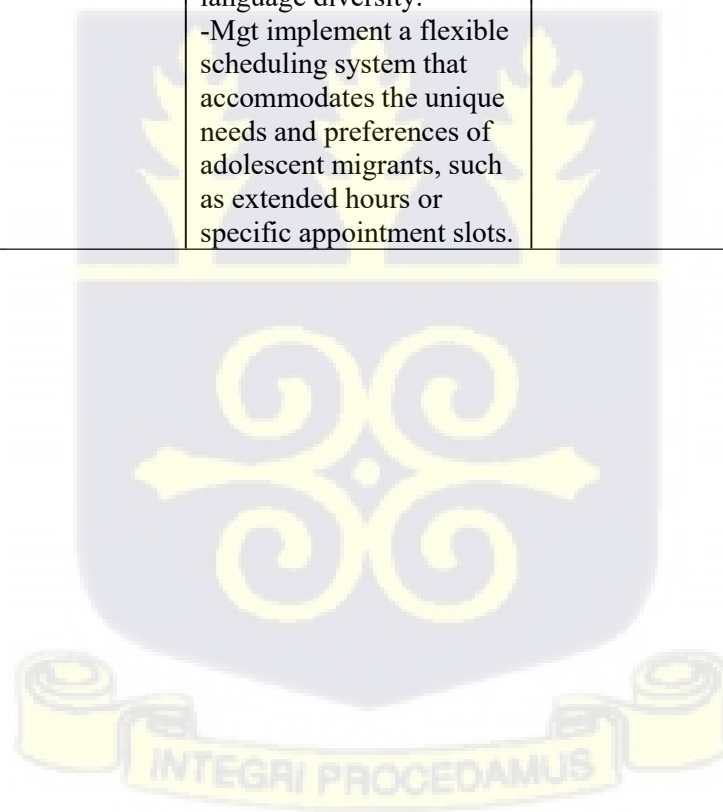 language diversity.
-Mgt implement a flexible
scheduling system that
accommodates the unique
needs and preferences of
adolescent migrants, such
as extended hours or
specific appointment slots.
INTEGRI PROCEDAMUS